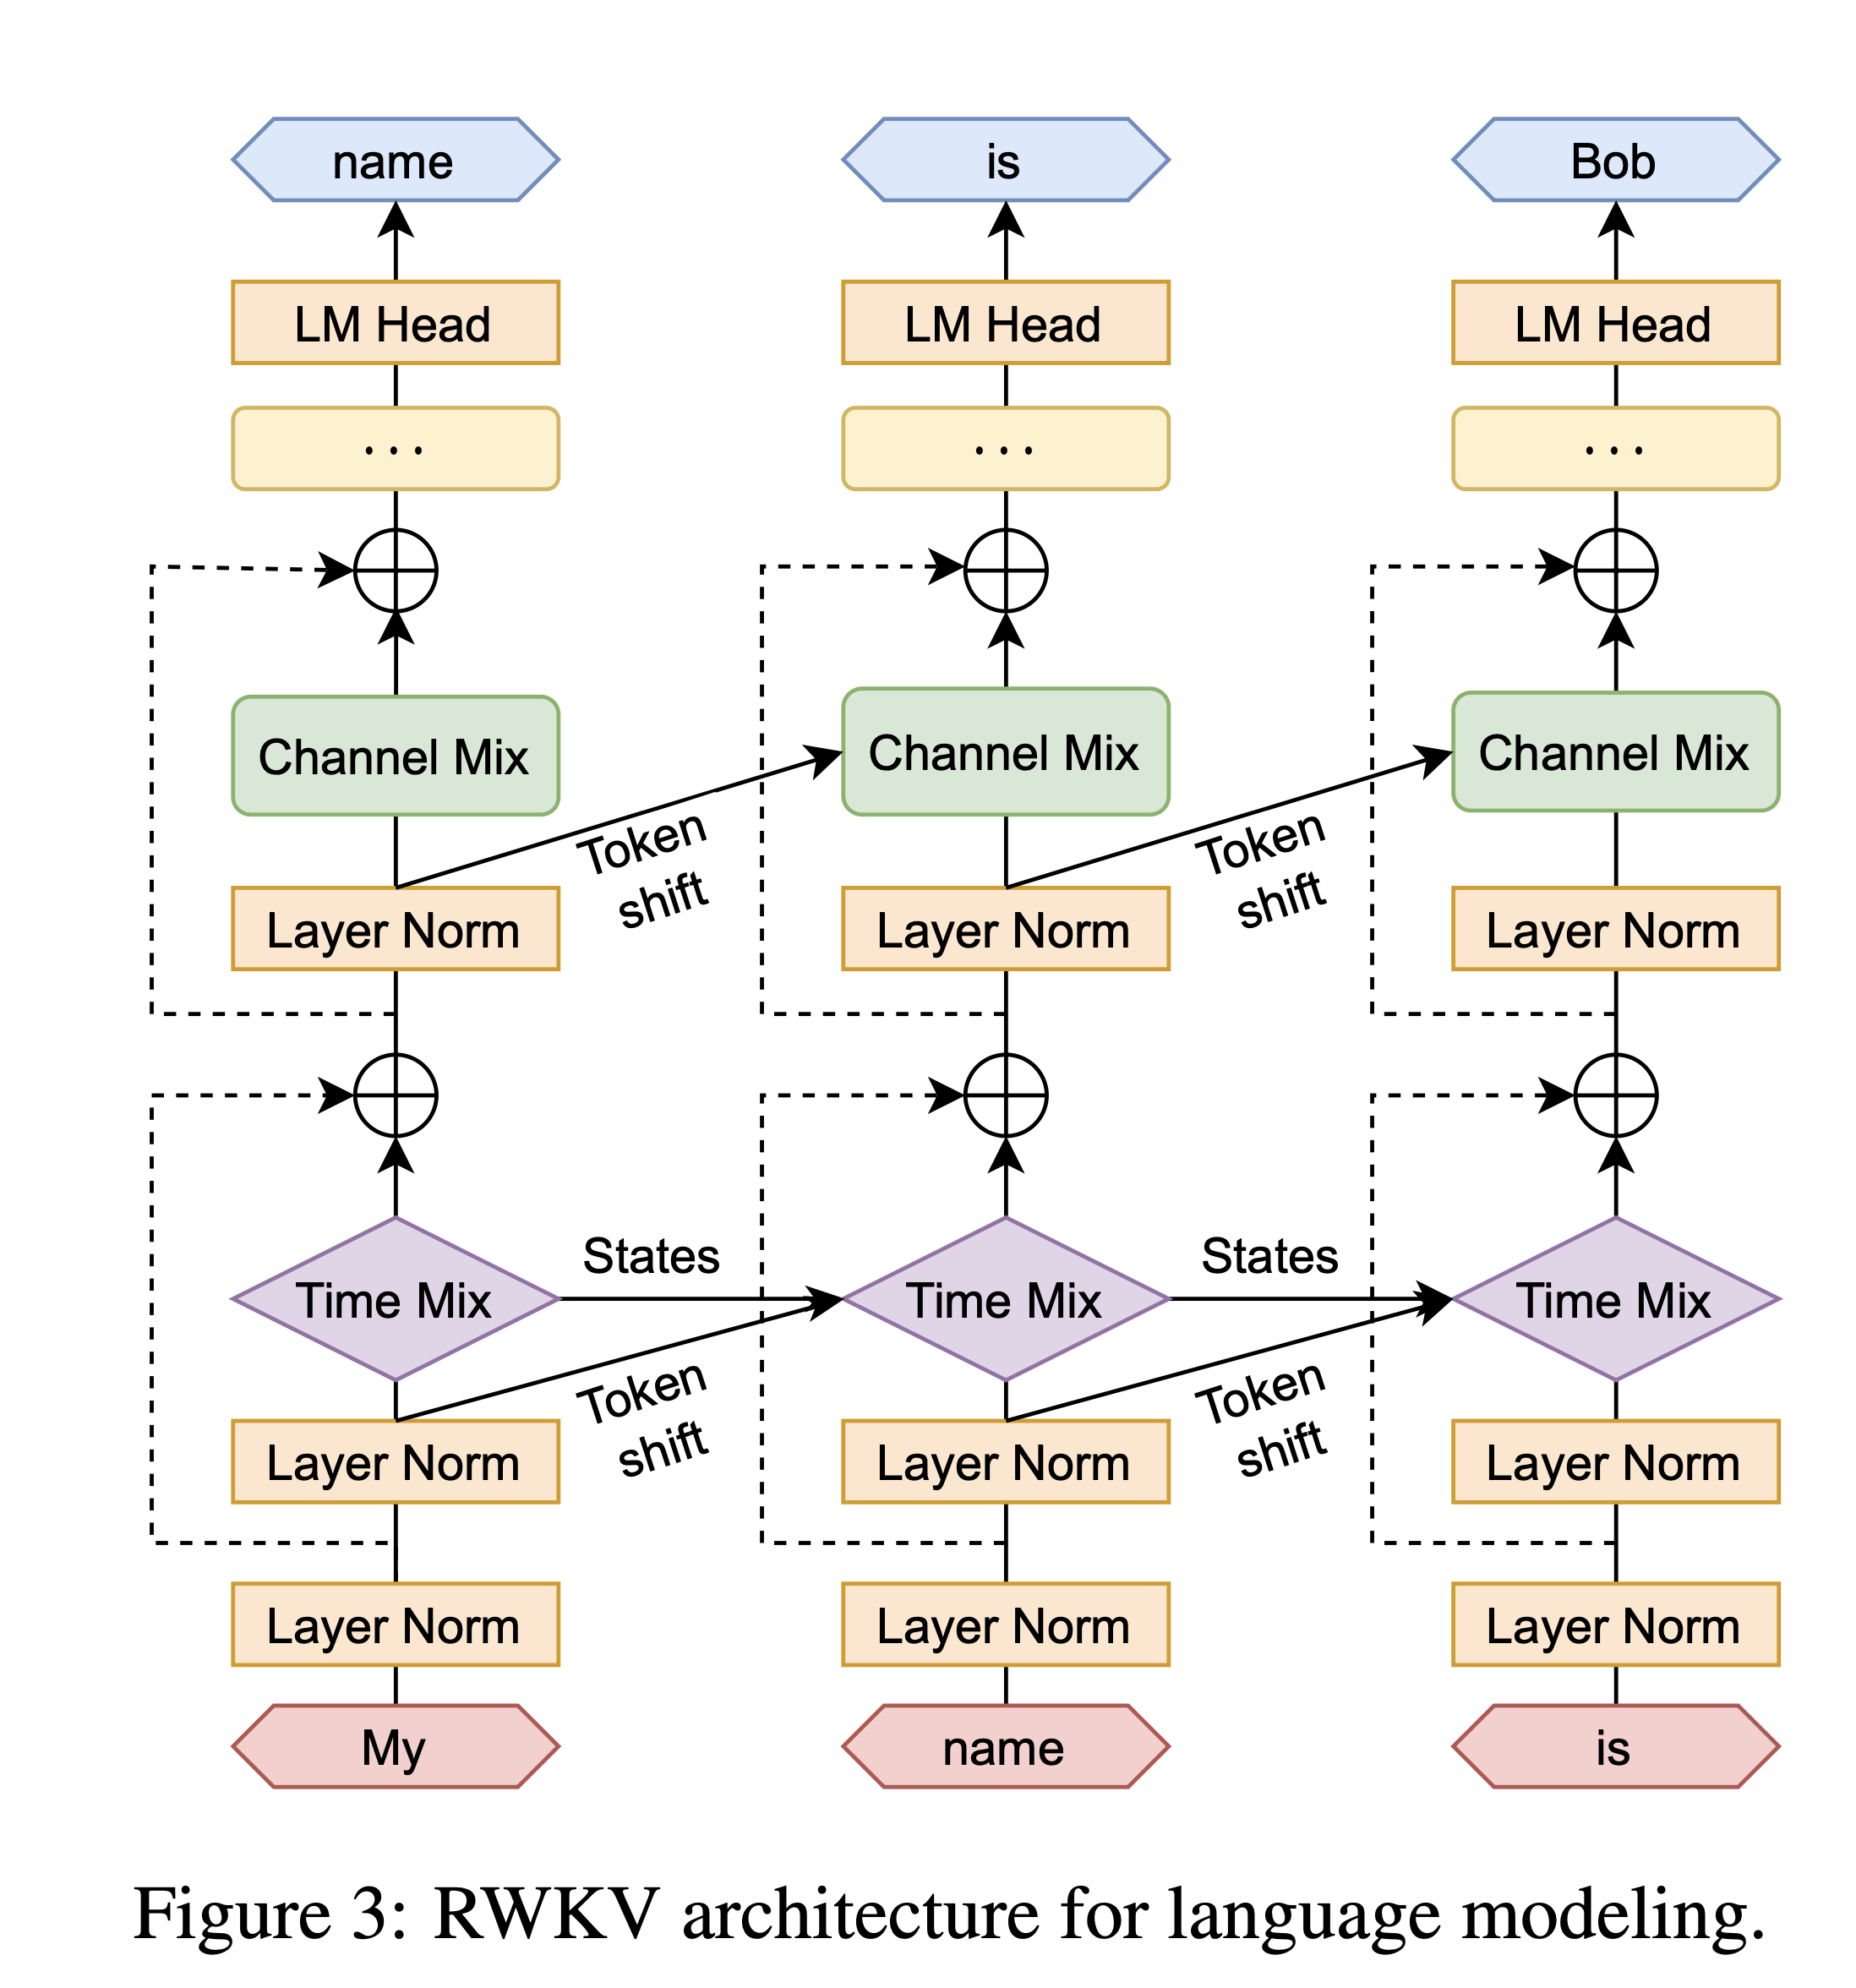 name is Bob
LM Head LM Head LM Head
... ... ...
Channel Mix Channel Mix Channel Mix
Token Token
shift shift
Layer Norm Layer Norm Layer Norm
States States
Time Mix Time Mix Time Mix
Token Token
shift shift
Layer Norm Layer Norm Layer Norm
Layer Norm Layer Norm Layer Norm
My name is
Figure 3: RWKV architecture for language modeling.